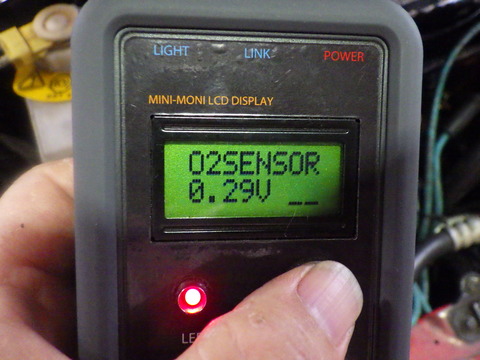 LIGHT LINK POWER
MINI-MONI LCD DISPLAY
O2SENSOR
0.29V __